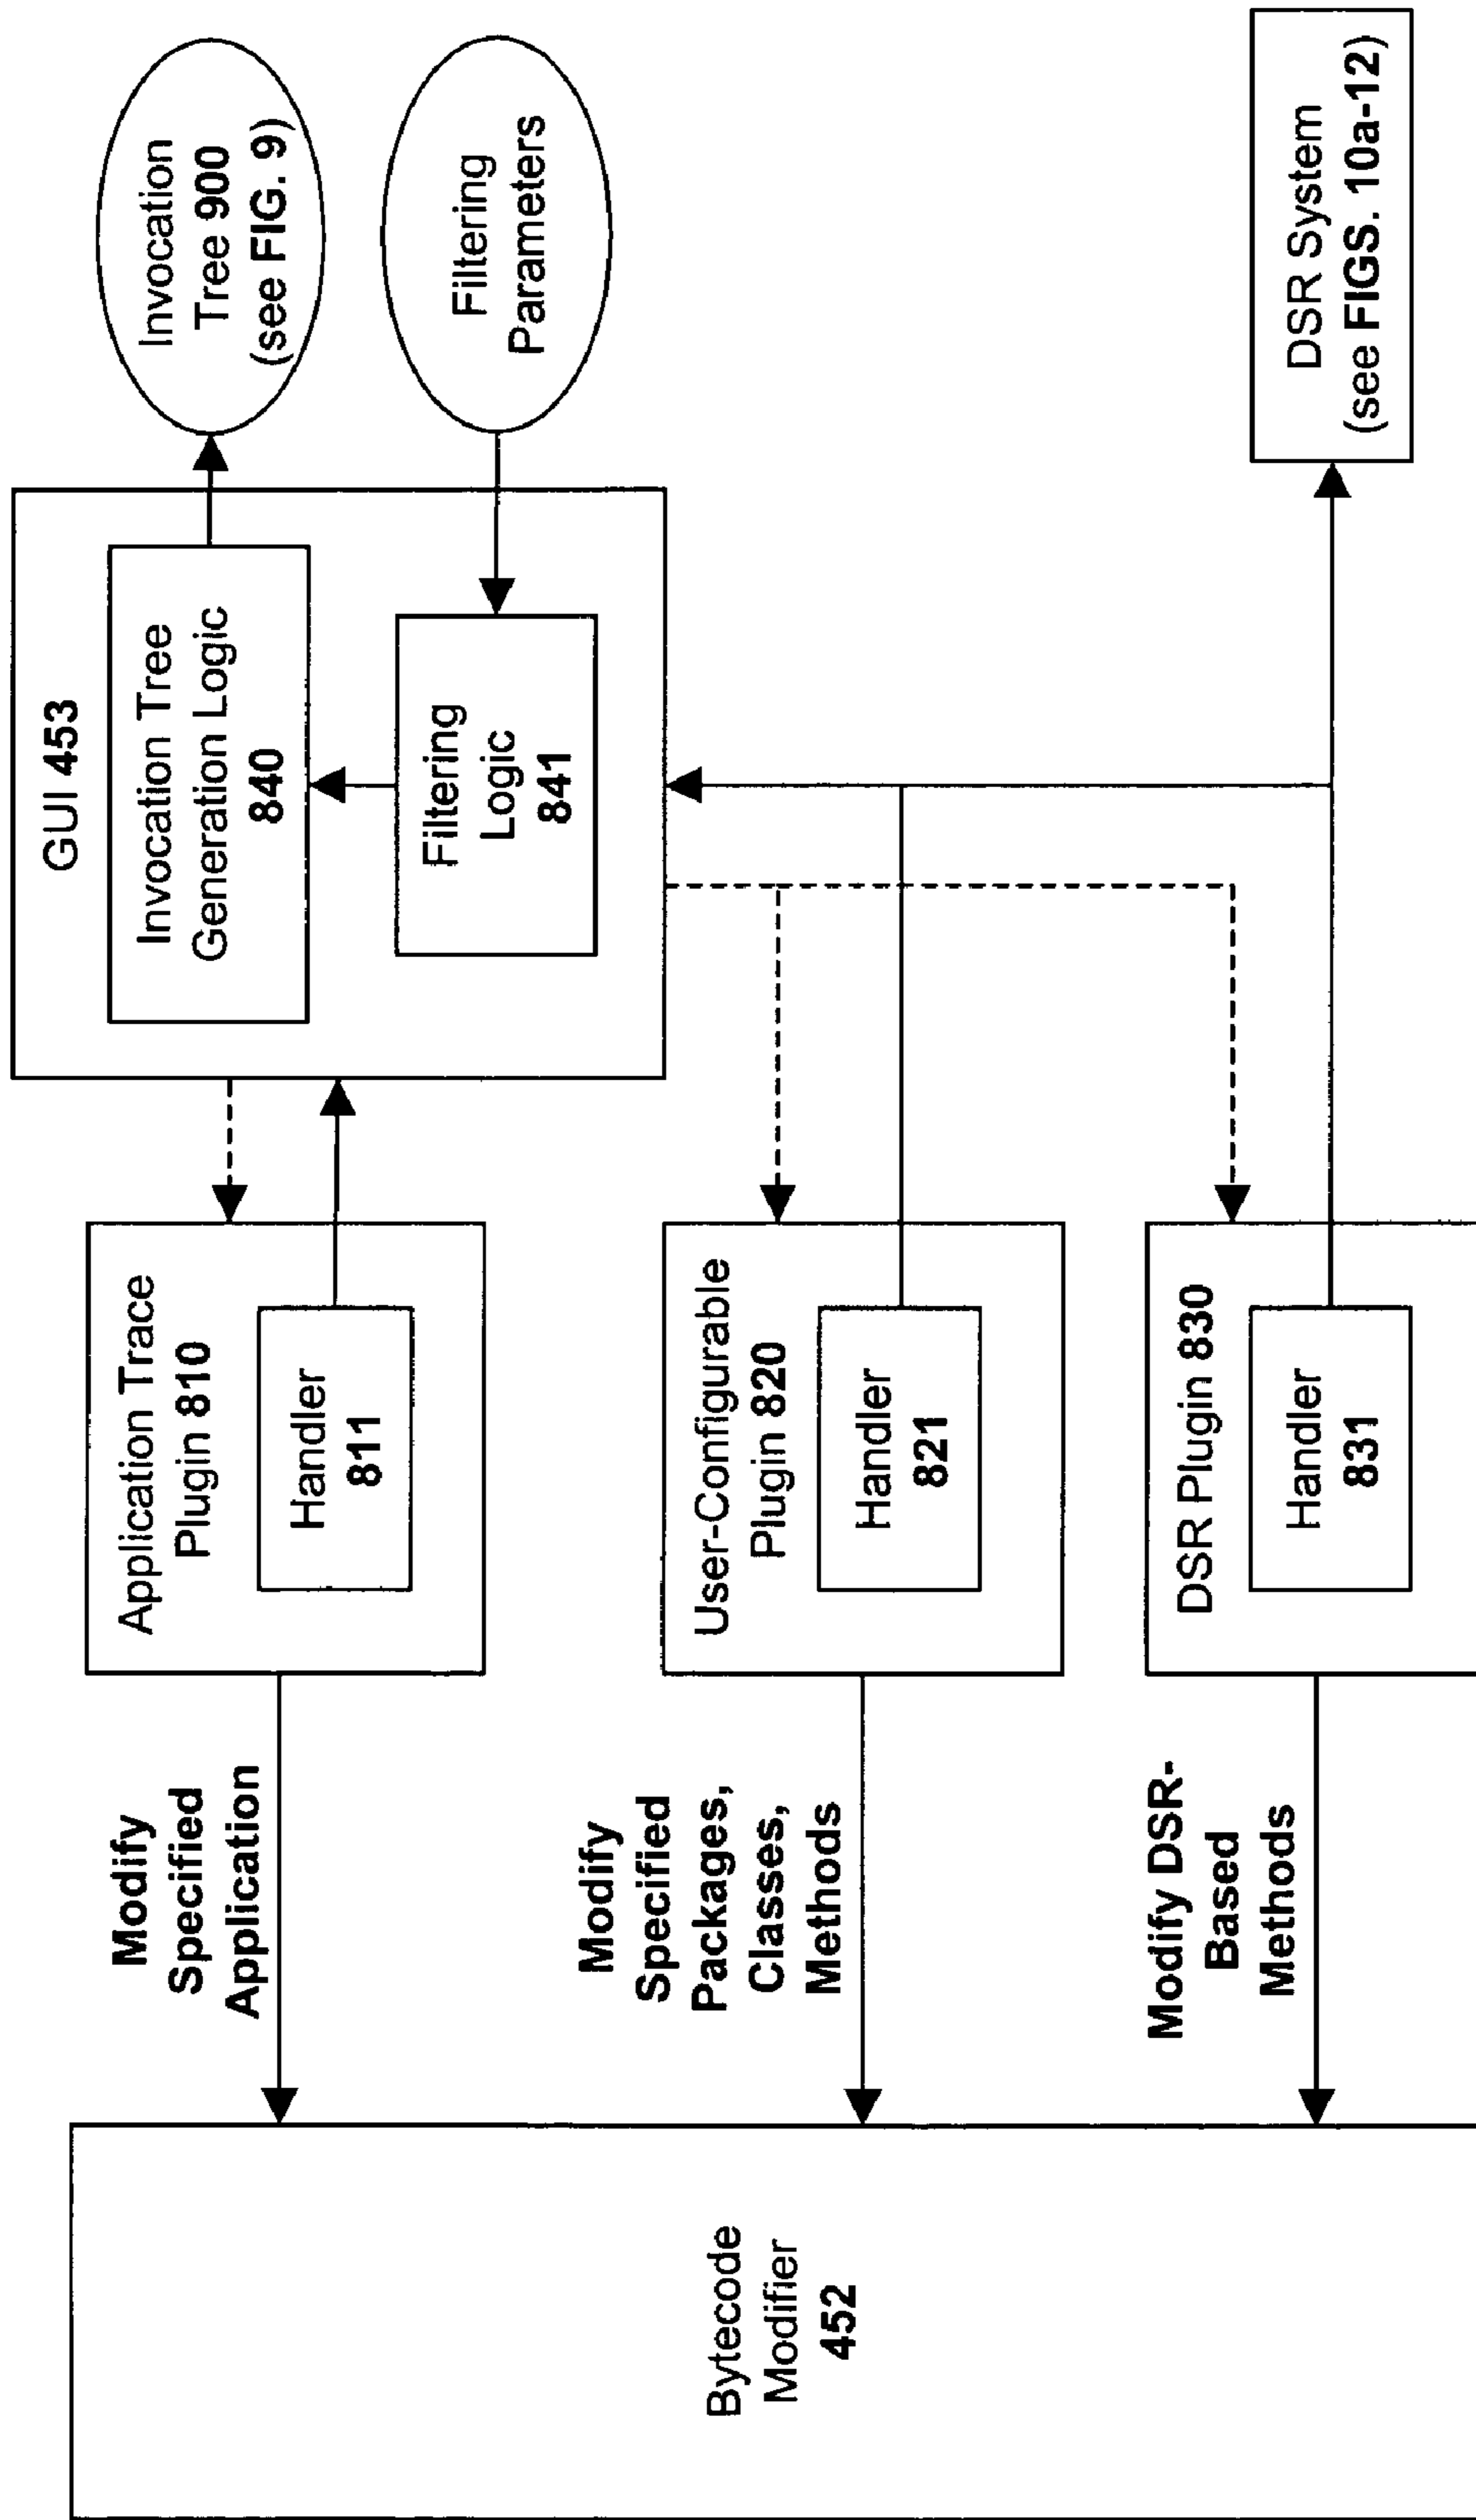 Bytecode
Modifier
452
Modify
Specified
Application
Modify
Specified
Packages,
Classes,
Methods
Modify DSR-
Based
Methods
Application Trace
Plugin 810
Handler
811
User-Configurable
Plugin 820
Handler
821
DSR Plugin 830
Handler
831
GUI 453
Invocation Tree
Generation Logic
840
Filtering
Logic
841
Invocation
Tree 900
(see FIG. 9)
Filtering
Parameters
DSR System
(see FIGS. 10a-12)